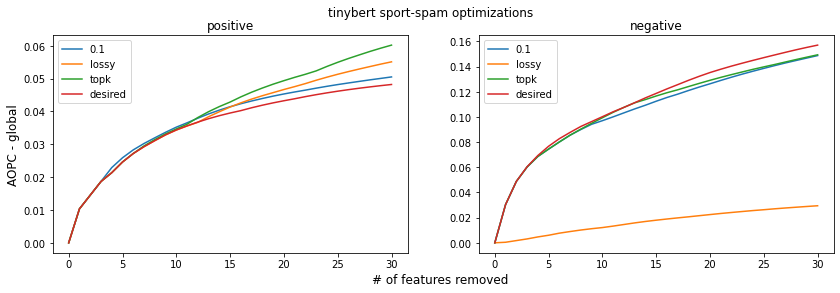 tinybert sport-spam optimizations
positive
AOPC - global
0.06
0.05
0.04
0.03
0.02
0.01
0.00
0.1
lossy
topk
desired
0 5 10 15 20 25 30
negative
0.16
0.14
0.12
0.10
0.08
0.06
0.04
0.02
0.00
0.1
lossy
topk
desired
0 5 10 15 20 25 30
# of features removed